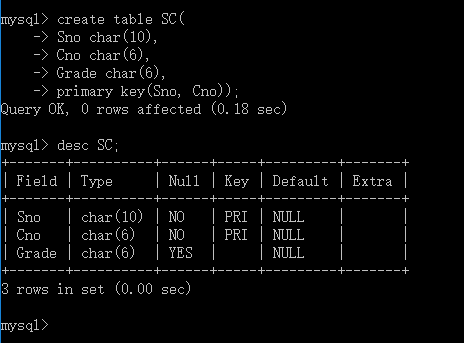 mysql> create table SC(
    -> Sno char(10),
    -> Cno char(6),
    -> Grade char(6),
    -> primary key(Sno, Cno));
Query OK, 0 rows affected (0.18 sec)

mysql> desc SC;
+-------+----------+------+-----+---------+-------+
| Field | Type     | Null | Key | Default | Extra |
+-------+----------+------+-----+---------+-------+
| Sno   | char(10) | NO   | PRI | NULL    |       |
| Cno   | char(6)  | NO   | PRI | NULL    |       |
| Grade | char(6)  | YES  |     | NULL    |       |
+-------+----------+------+-----+---------+-------+
3 rows in set (0.00 sec)

mysql>